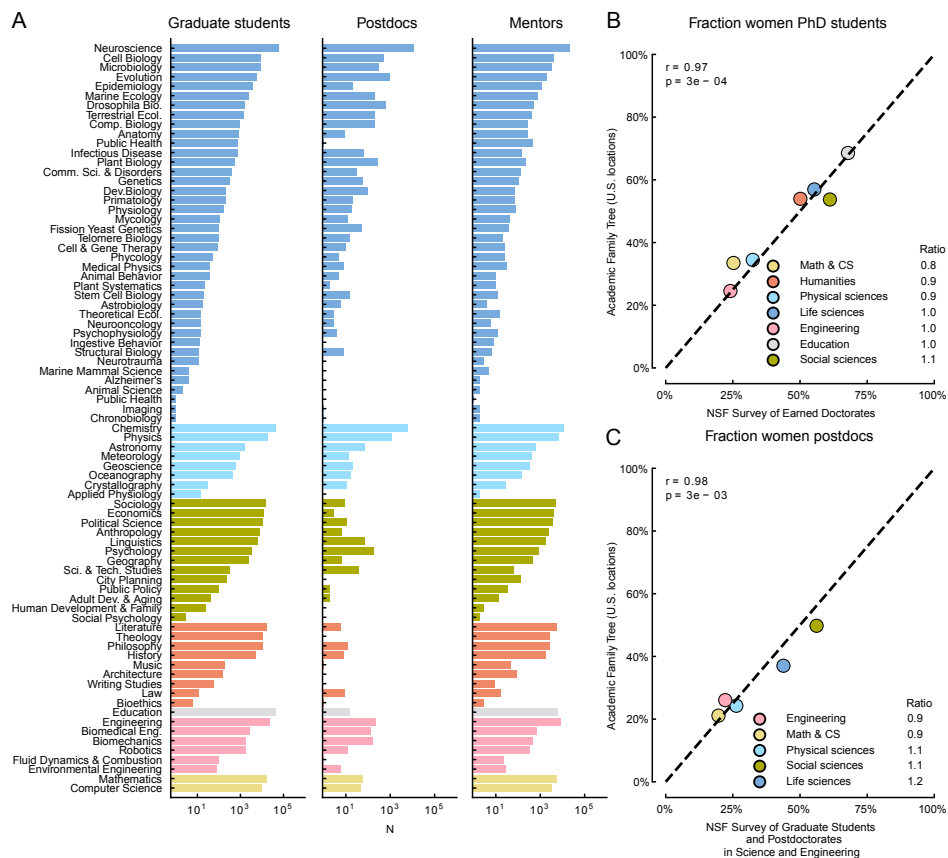 A
Graduate students
Postdocs
Mentors
Neuroscience
Cell Biology
Microbiology
Evolution
Epidemiology
Marine Ecology
Drosophila Bio.
Terrestrial Ecol.
Comp. Biology
Anatomy
Public Health
Infectious Disease
Plant Biology
Comm. Sci. & Disorders
Genetics
Dev.Biology
Primatology
Physiology
Mycology
Fission Yeast Genetics
Telomere Biology
Cell & Gene Therapy
Phycology
Medical Physics
Animal Behavior
Plant Systematics
Stem Cell Biology
Astrobiology
Theoretical Ecol.
Neurooncology
Psychophysiology
Ingestive Behavior
Structural Biology
Neurotrauma
Marine Mammal Science
Alzheimer's
Animal Science
Public Health
Imaging
Chronobiology
Chemistry
Physics
Astronomy
Meteorology
Geoscience
Oceanography
Crystallography
Applied Physiology
Sociology
Economics
Political Science
Anthropology
Linguistics
Psychology
Geography
Sci. & Tech. Studies
City Planning
Public Policy
Adult Dev. & Aging
Human Development & Family
Social Psychology
Literature
Theology
Philosophy
History
Music
Architecture
Writing Studies
Law
Bioethics
Education
Engineering
Biomedical Eng.
Biomechanics
Robotics
Fluid Dynamics & Combustion
Environmental Engineering
Mathematics
Computer Science
10^1 10^3 10^5
10^1 10^3 10^5
10^1 10^3 10^5
N
B
Fraction women PhD students
100%
80%
60%
40%
20%
0%
Academic Family Tree (U.S. locations)
r = 0.97
p = 3e − 04
Ratio
Math & CS 0.8
Humanities 0.9
Physical sciences 0.9
Life sciences 1.0
Engineering 1.0
Education 1.0
Social sciences 1.1
0% 25% 50% 75% 100%
NSF Survey of Earned Doctorates
C
Fraction women postdocs
100%
80%
60%
40%
20%
0%
Academic Family Tree (U.S. locations)
r = 0.98
p = 3e − 03
Ratio
Engineering 0.9
Math & CS 0.9
Physical sciences 1.1
Social sciences 1.1
Life sciences 1.2
0% 25% 50% 75% 100%
NSF Survey of Graduate Students
and Postdoctorates
in Science and Engineering